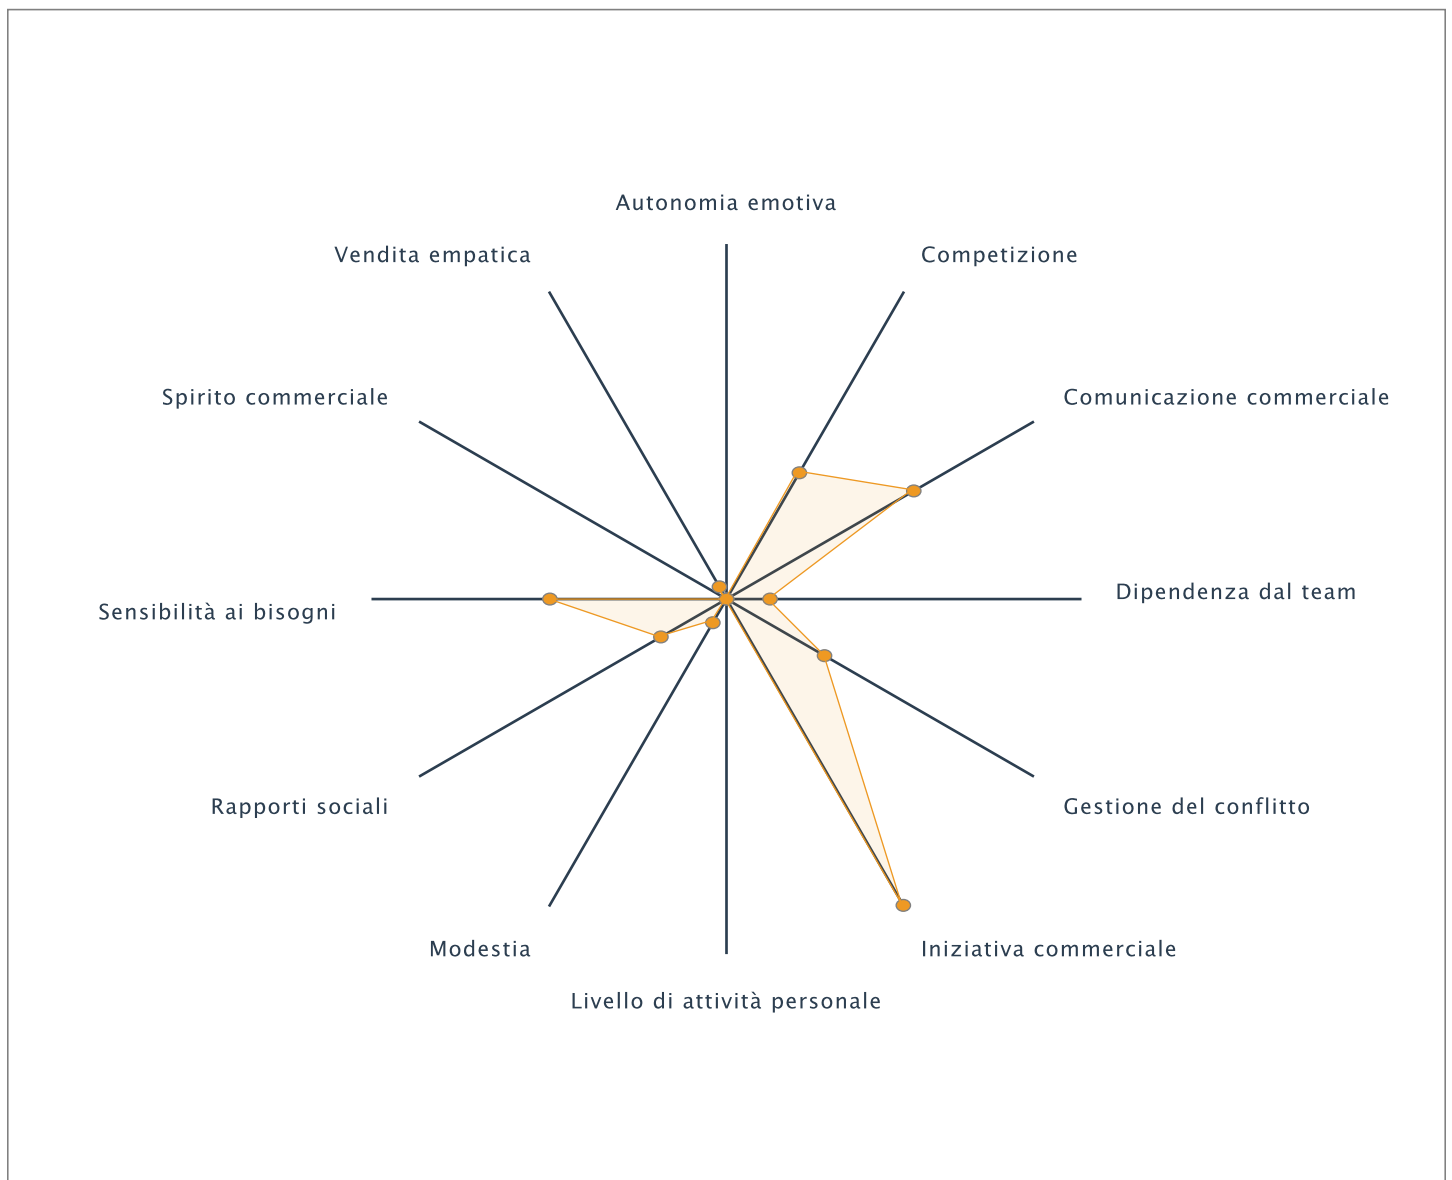 Autonomia emotiva
Vendita empatica
Competizione
Spirito commerciale
Comunicazione commerciale
Dipendenza dal team
Sensibilità ai bisogni
Rapporti sociali
Gestione del conflitto
Modestia
Iniziativa commerciale
Livello di attività personale